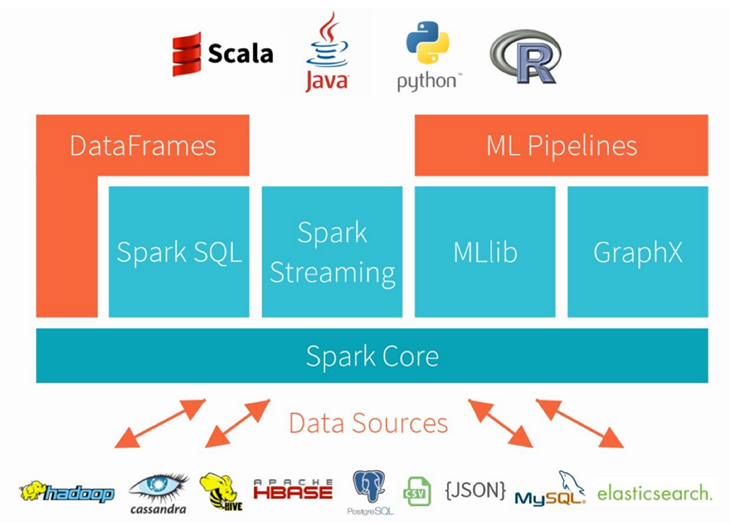 Scala
Java
python™
R
DataFrames
ML Pipelines
Spark SQL
Spark
Streaming
MLlib
GraphX
Spark Core
Data Sources
hadoop
cassandra
HIVE
APACHE
HBASE
PostgreSQL
CSV
{JSON}
MySQL®
elasticsearch.